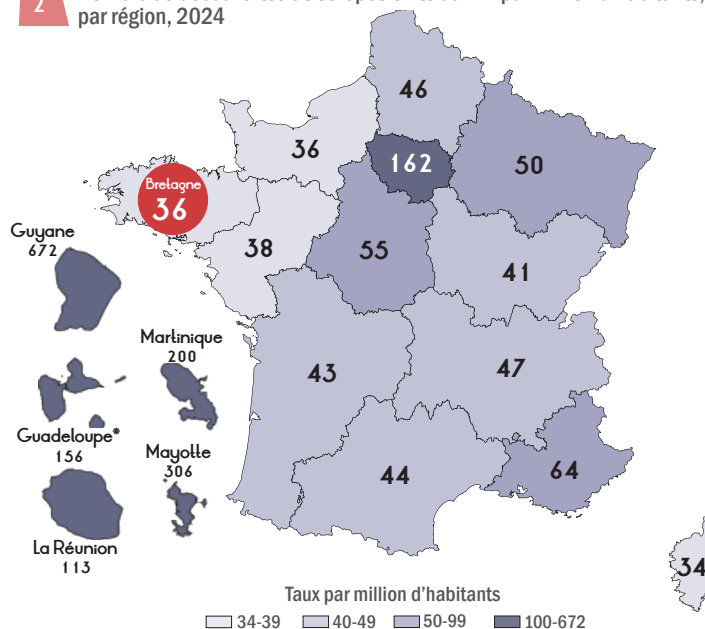 2
par région, 2024
46
36
162
50
Bretagne
36
Guyane
672
38
55
41
Martinique
200
43
47
Guadeloupe*
156
Mayotte
306
44
64
La Réunion
113
34
Taux par million d'habitants
34-39
40-49
50-99
100-672